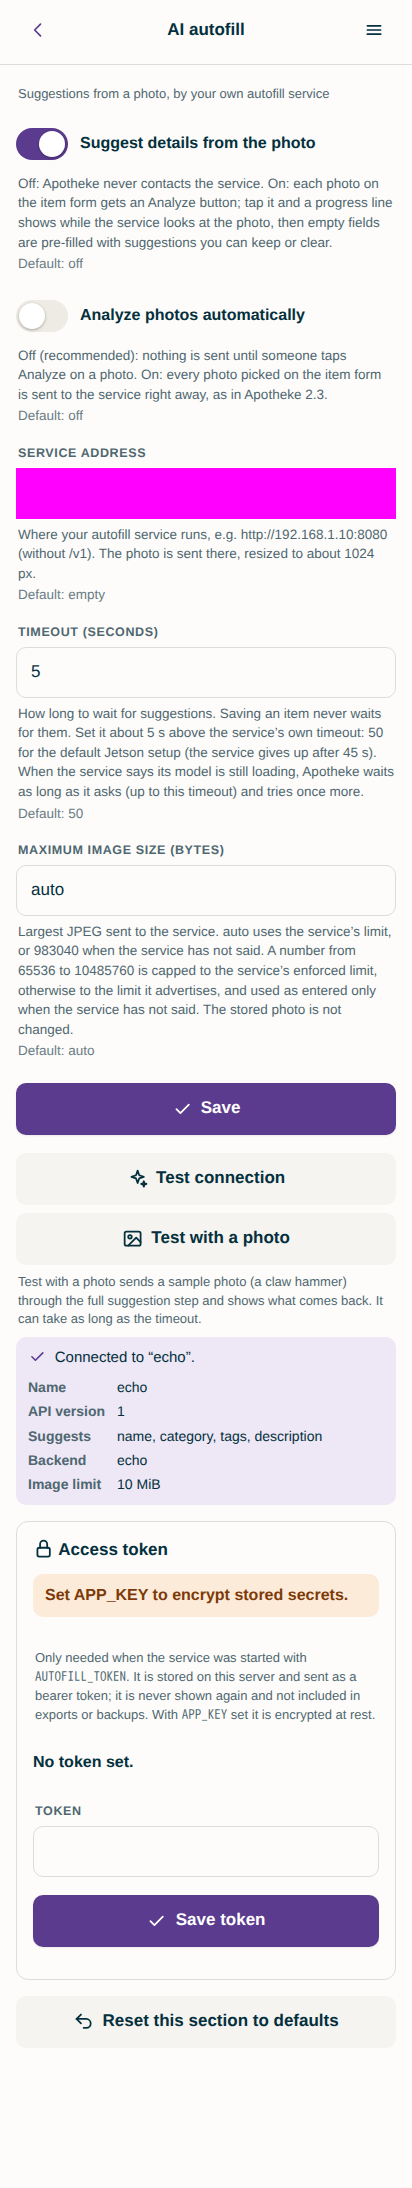 AI autofill
Suggestions from a photo, by your own autofill service
Suggest details from the photo
Off: Apotheke never contacts the service. On: each photo on
the item form gets an Analyze button; tap it and a progress line
shows while the service looks at the photo, then empty fields
are pre-filled with suggestions you can keep or clear.
Default: off
Analyze photos automatically
Off (recommended): nothing is sent until someone taps
Analyze on a photo. On: every photo picked on the item form
is sent to the service right away, as in Apotheke 2.3.
Default: off
SERVICE ADDRESS
Where your autofill service runs, e.g. http://192.168.1.10:8080
(without /v1). The photo is sent there, resized to about 1024
px.
Default: empty
TIMEOUT (SECONDS)
5
How long to wait for suggestions. Saving an item never waits
for them. Set it about 5 s above the service’s own timeout: 50
for the default Jetson setup (the service gives up after 45 s).
When the service says its model is still loading, Apotheke waits
as long as it asks (up to this timeout) and tries once more.
Default: 50
MAXIMUM IMAGE SIZE (BYTES)
auto
Largest JPEG sent to the service. auto uses the service’s limit,
or 983040 when the service has not said. A number from
65536 to 10485760 is capped to the service’s enforced limit,
otherwise to the limit it advertises, and used as entered only
when the service has not said. The stored photo is not
changed.
Default: auto
Save
Test connection
Test with a photo
Test with a photo sends a sample photo (a claw hammer)
through the full suggestion step and shows what comes back. It
can take as long as the timeout.
Connected to “echo”.
Name echo
API version 1
Suggests name, category, tags, description
Backend echo
Image limit 10 MiB
Access token
Set APP_KEY to encrypt stored secrets.
Only needed when the service was started with
AUTOFILL_TOKEN. It is stored on this server and sent as a
bearer token; it is never shown again and not included in
exports or backups. With APP_KEY set it is encrypted at rest.
No token set.
TOKEN
Save token
Reset this section to defaults